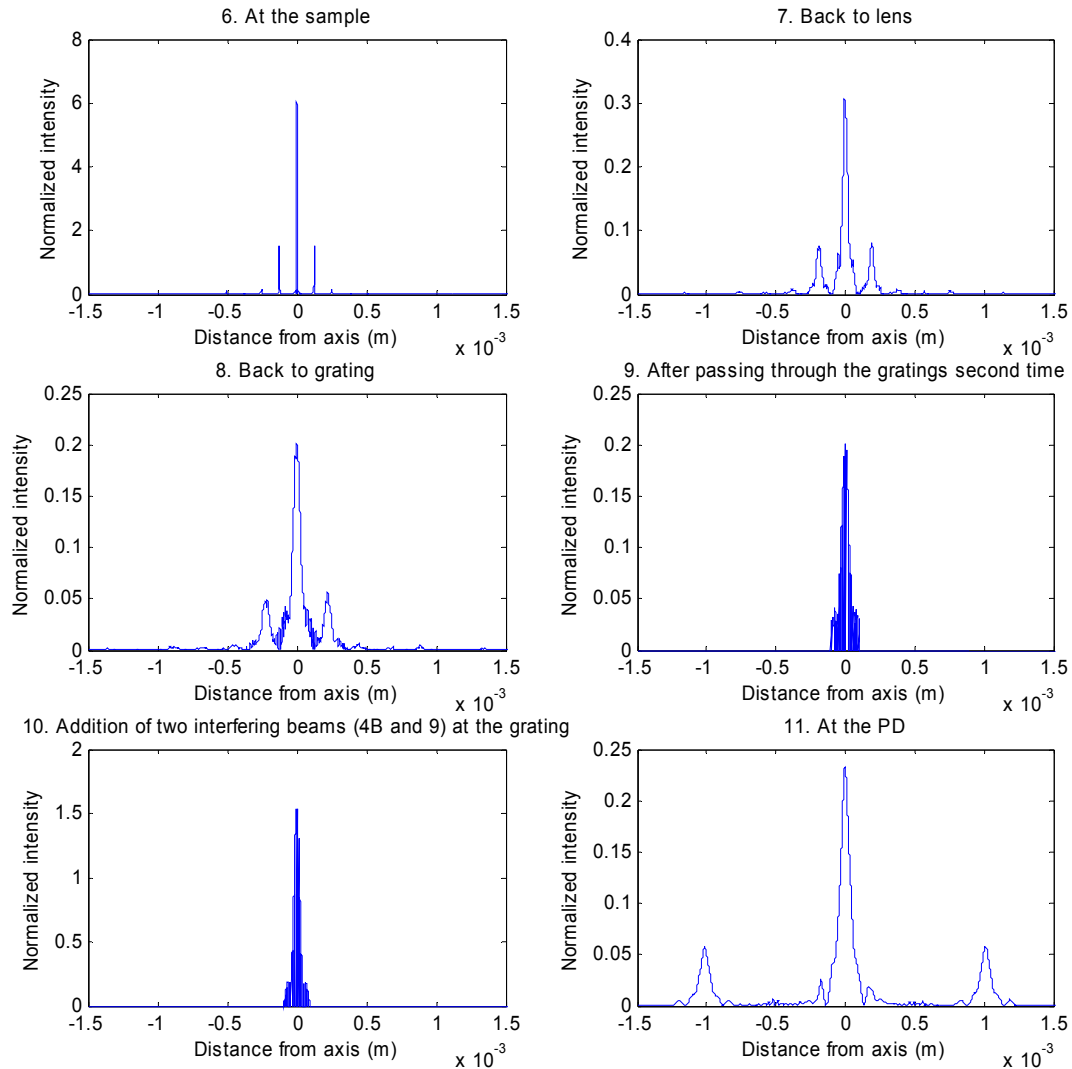 6. At the sample
8
6
4
2
0
Normalized intensity
-1.5 -1 -0.5 0 0.5 1 1.5
Distance from axis (m)
x 10^-3
7. Back to lens
0.4
0.3
0.2
0.1
0
Normalized intensity
-1.5 -1 -0.5 0 0.5 1 1.5
Distance from axis (m)
x 10^-3
8. Back to grating
0.25
0.2
0.15
0.1
0.05
0
Normalized intensity
-1.5 -1 -0.5 0 0.5 1 1.5
Distance from axis (m)
x 10^-3
9. After passing through the gratings second time
0.25
0.2
0.15
0.1
0.05
0
Normalized intensity
-1.5 -1 -0.5 0 0.5 1 1.5
Distance from axis (m)
x 10^-3
10. Addition of two interfering beams (4B and 9) at the grating
2
1.5
1
0.5
0
Normalized intensity
-1.5 -1 -0.5 0 0.5 1 1.5
Distance from axis (m)
x 10^-3
11. At the PD
0.25
0.2
0.15
0.1
0.05
0
Normalized intensity
-1.5 -1 -0.5 0 0.5 1 1.5
Distance from axis (m)
x 10^-3